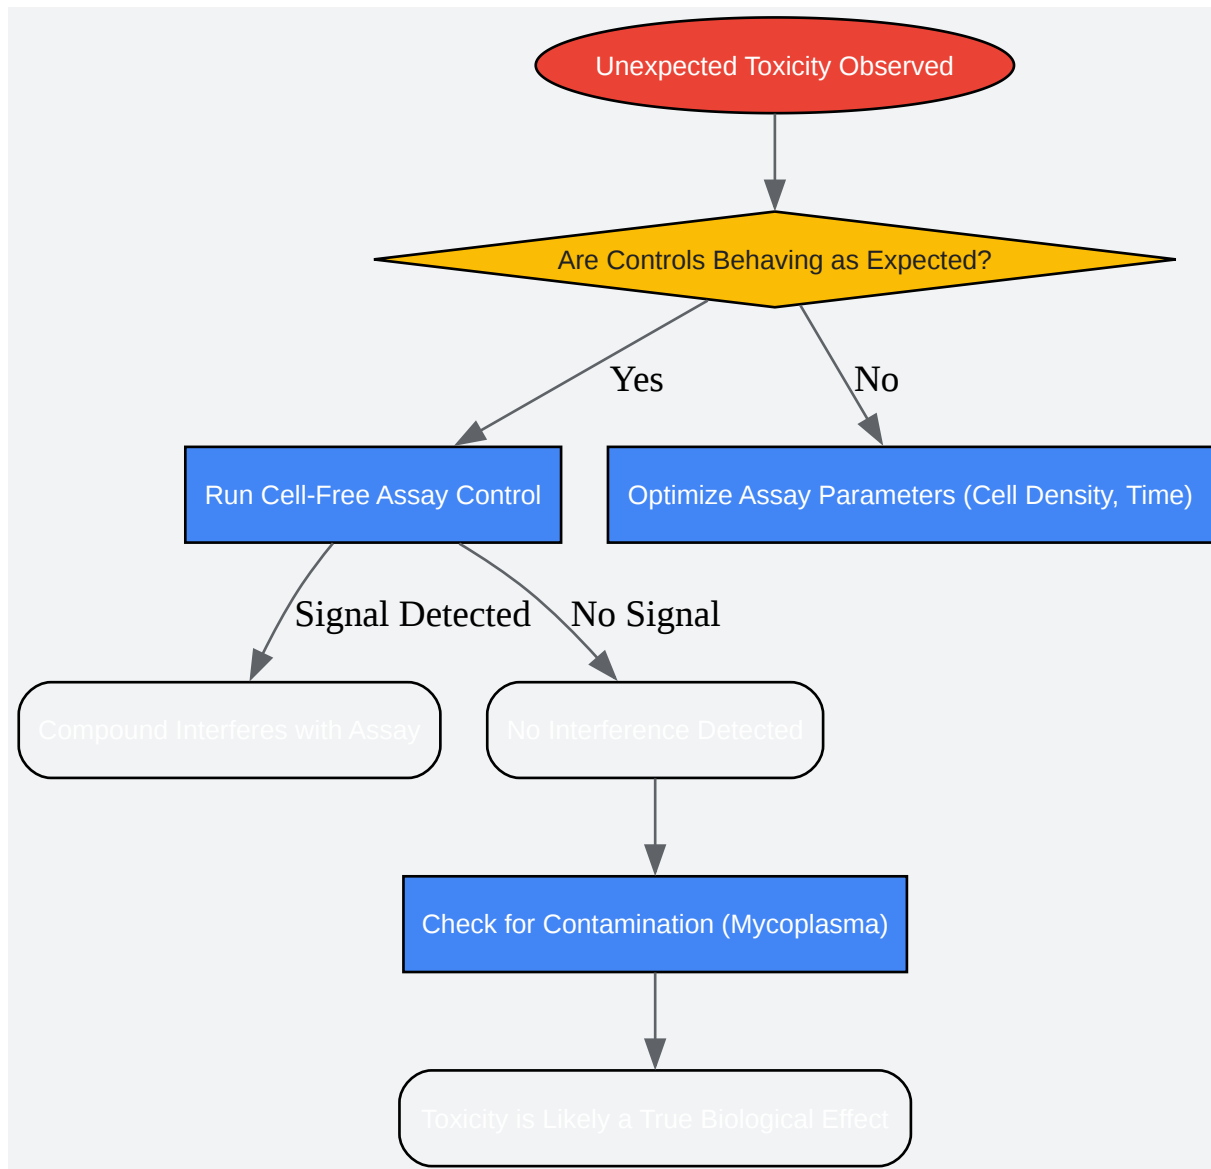 Unexpected Toxicity Observed
Are Controls Behaving as Expected?
Yes
No
Run Cell-Free Assay Control
Optimize Assay Parameters (Cell Density, Time)
Signal Detected
No Signal
Compound Interferes with Assay
No Interference Detected
Check for Contamination (Mycoplasma)
Toxicity is Likely a True Biological Effect